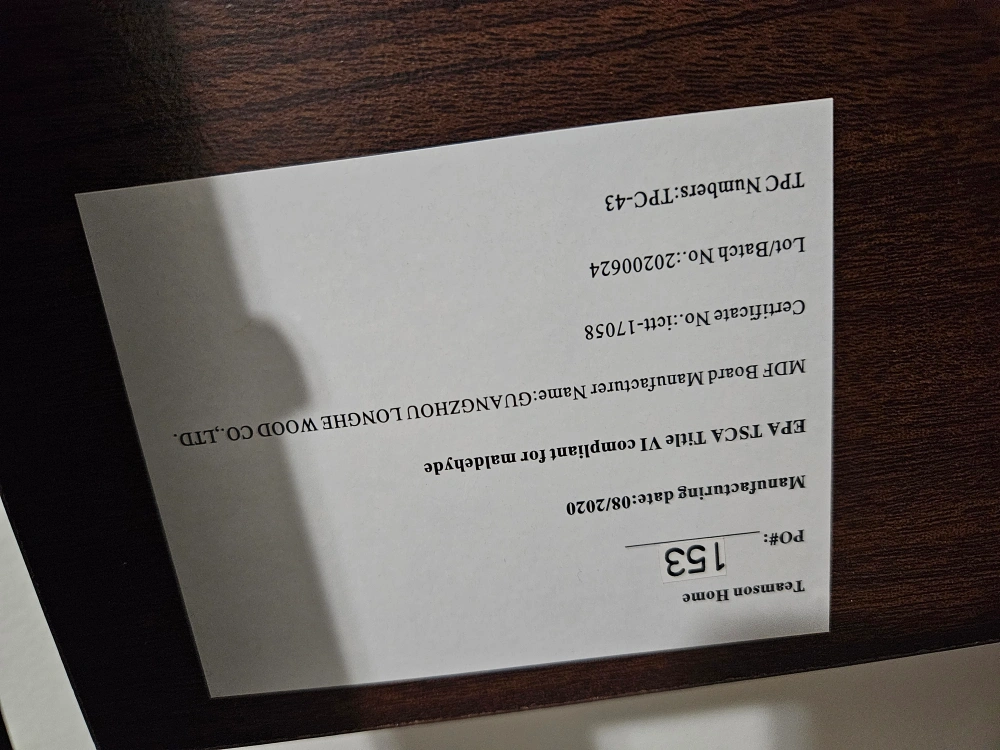 Teamson Home
PO#: 153
Manufacturing date:08/2020
EPA TSCA Title VI compliant for maldehyde
MDF Board Manufacturer Name:GUANGZHOU LONGHE WOOD CO.,LTD.
Certificate No.:ictt-17058
Lot/Batch No.:20200624
TPC Numbers:TPC-43